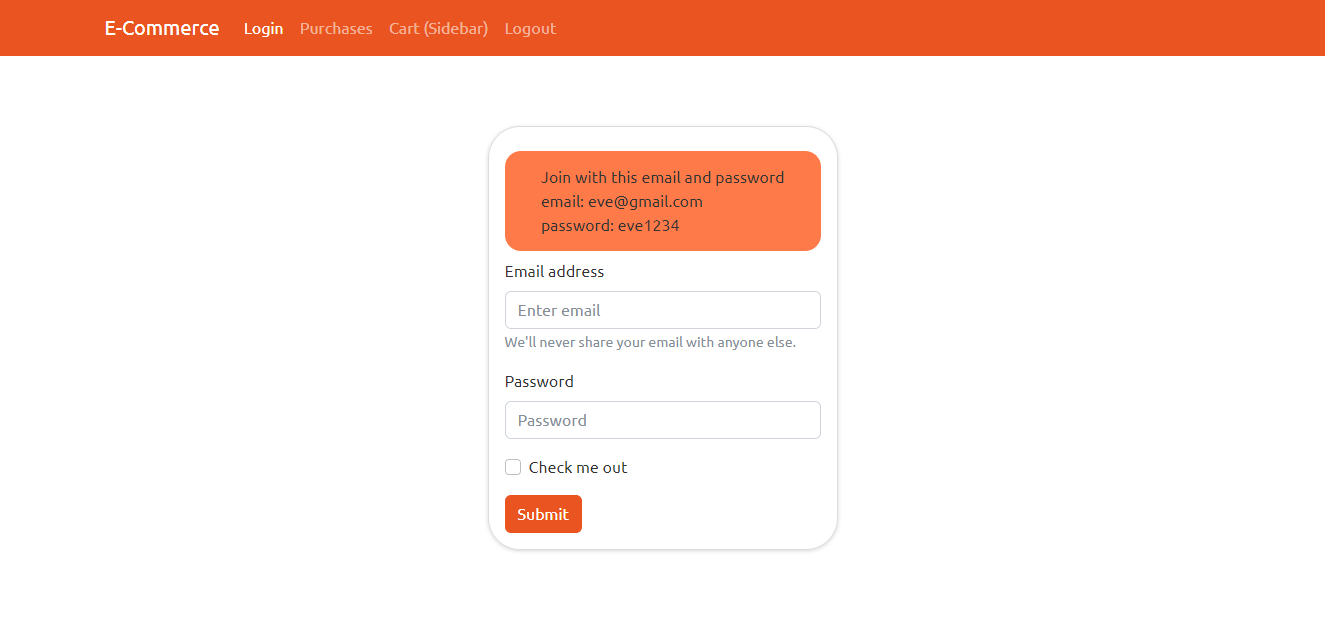 E-Commerce Login Purchases Cart (Sidebar) Logout
Join with this email and password
email: eve@gmail.com
password: eve1234
Email address
Enter email
We'll never share your email with anyone else.
Password
Password
Check me out
Submit